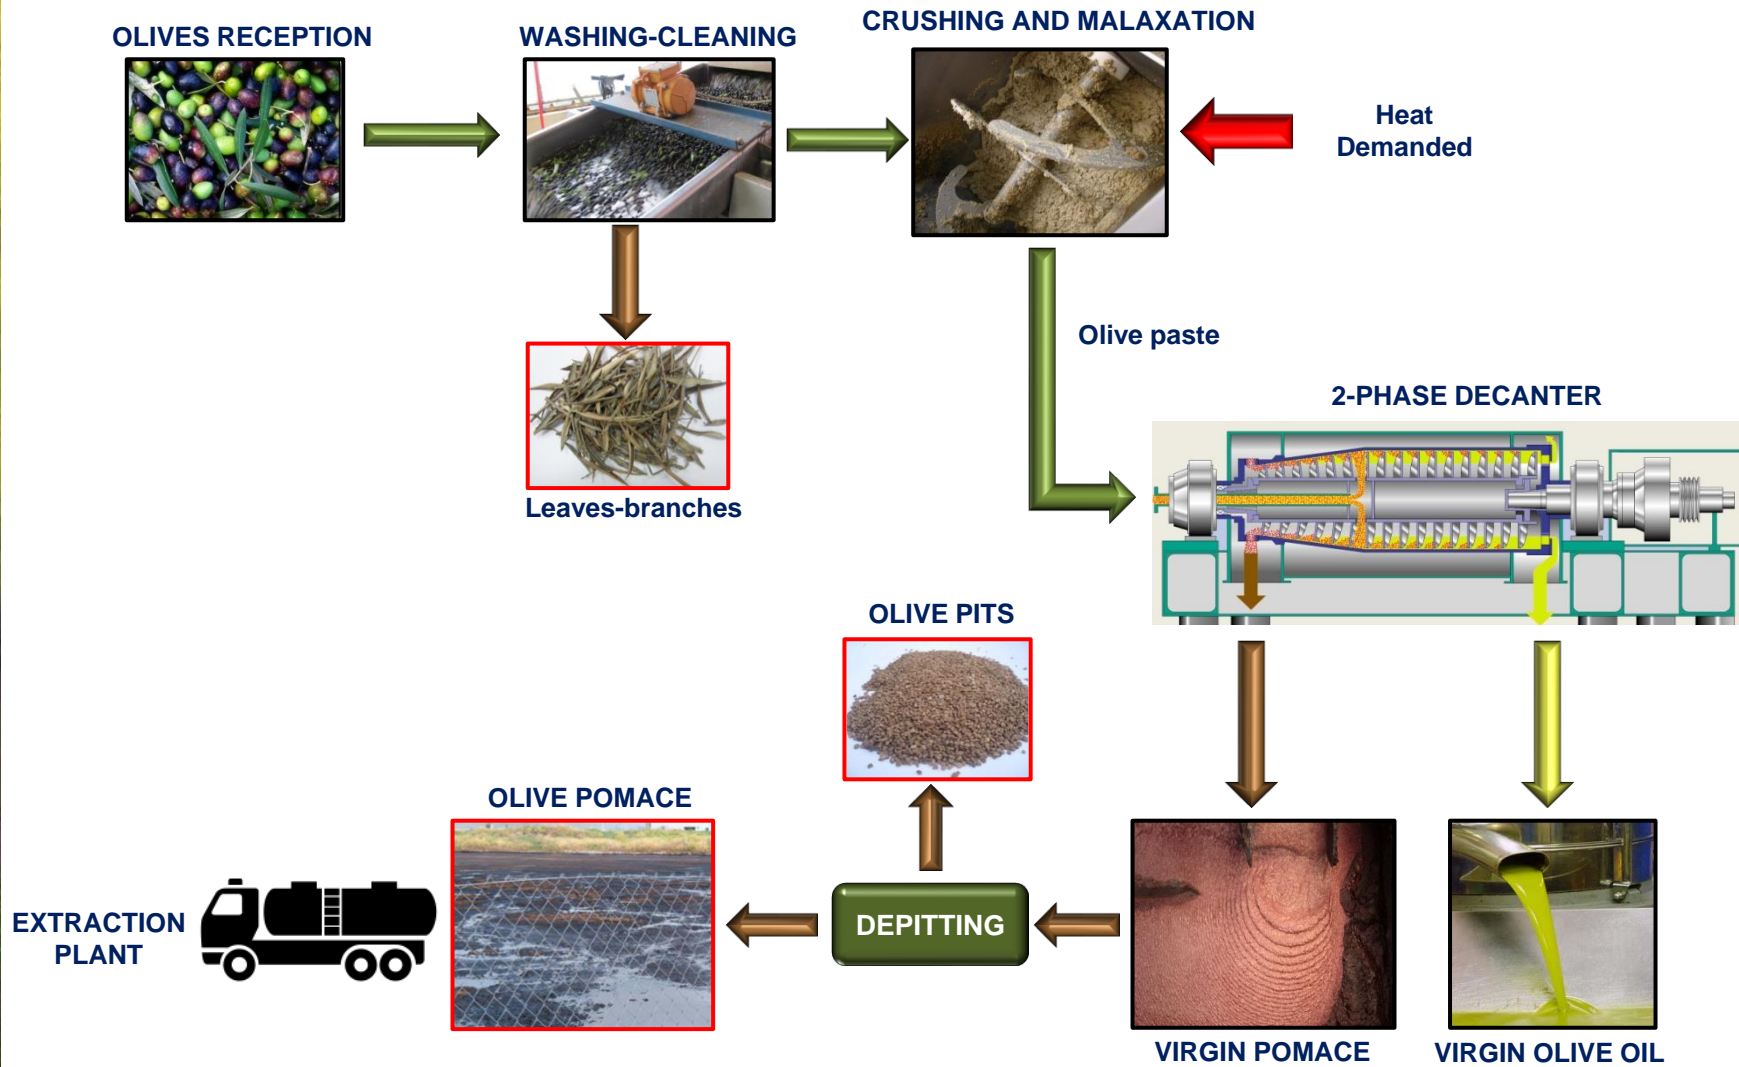 OLIVES RECEPTION
WASHING-CLEANING
CRUSHING AND MALAXATION
Heat
Demanded
Olive paste
Leaves-branches
2-PHASE DECANTER
OLIVE PITS
OLIVE POMACE
EXTRACTION
PLANT
DEPITTING
VIRGIN POMACE
VIRGIN OLIVE OIL